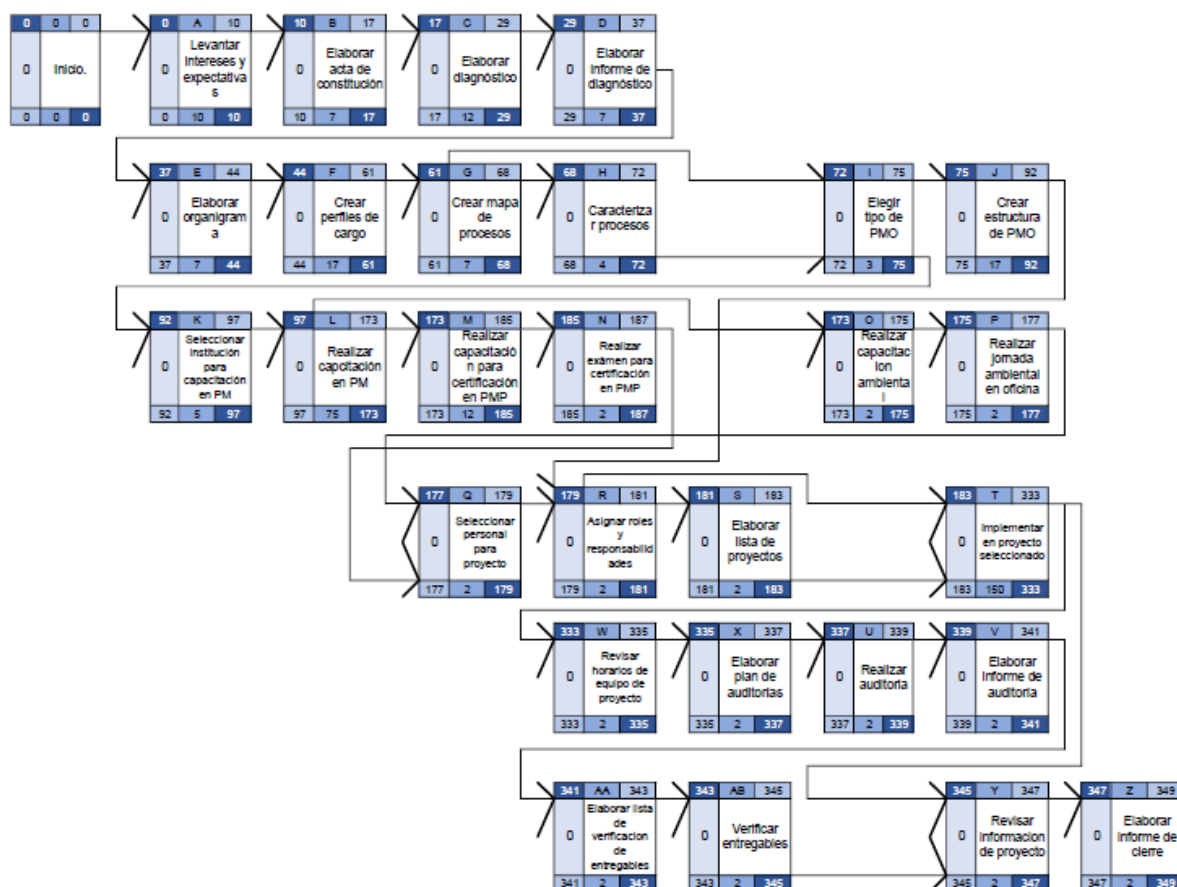 0 0 0
0 Inicio.
0 0 0
0 A 10
0 Levantar
intereses y
expectativa
s
0 10 10
10 B 17
0 Elaborar
acta de
constitución
10 7 17
17 C 29
0 Elaborar
diagnóstico
17 12 29
29 D 37
0 Elaborar
informe de
diagnóstico
29 7 37
37 E 44
0 Elaborar
organigram
a
37 7 44
44 F 61
0 Crear
perfiles de
cargo
44 17 61
61 G 68
0 Crear mapa
de
procesos
61 7 68
68 H 72
0 Caracteriza
r procesos
68 4 72
72 I 75
0 Elegir
tipo de
PMO
72 3 75
75 J 92
0 Crear
estructura
de PMO
75 17 92
92 K 97
0 Seleccionar
institución
para
capacitación
en PM
92 5 97
97 L 173
0 Realizar
capcitación
en PM
97 75 173
173 M 185
0 Realizar
capacitació
n para
certificación
en PMP
173 12 185
185 N 187
0 Realizar
exámen para
certificación
en PMP
185 2 187
173 O 175
0 Realizar
capacitac
ion
ambienta
l
173 2 175
175 P 177
0 Realizar
jornada
ambiental
en oficina
175 2 177
177 Q 179
0 Seleccionar
personal
para
proyecto
177 2 179
179 R 181
0 Asignar roles
y
responsabilid
ades
179 2 181
181 S 183
0 Elaborar
lista de
proyectos
181 2 183
183 T 333
0 Implementar
en proyecto
seleccionado
183 150 333
333 W 335
0 Revisar
horarios de
equipo de
proyecto
333 2 335
335 X 337
0 Elaborar
plan de
auditorias
335 2 337
337 U 339
0 Realizar
auditoria
337 2 339
339 V 341
0 Elaborar
informe de
auditoria
339 2 341
341 AA 343
0 Elaborar lista
de
verificacion
de
entregables
341 2 343
343 AB 345
0 Verificar
entregables
343 2 345
345 Y 347
0 Revisar
informacion
de proyecto
345 2 347
347 Z 349
0 Elaborar
informe de
cierre
347 2 349